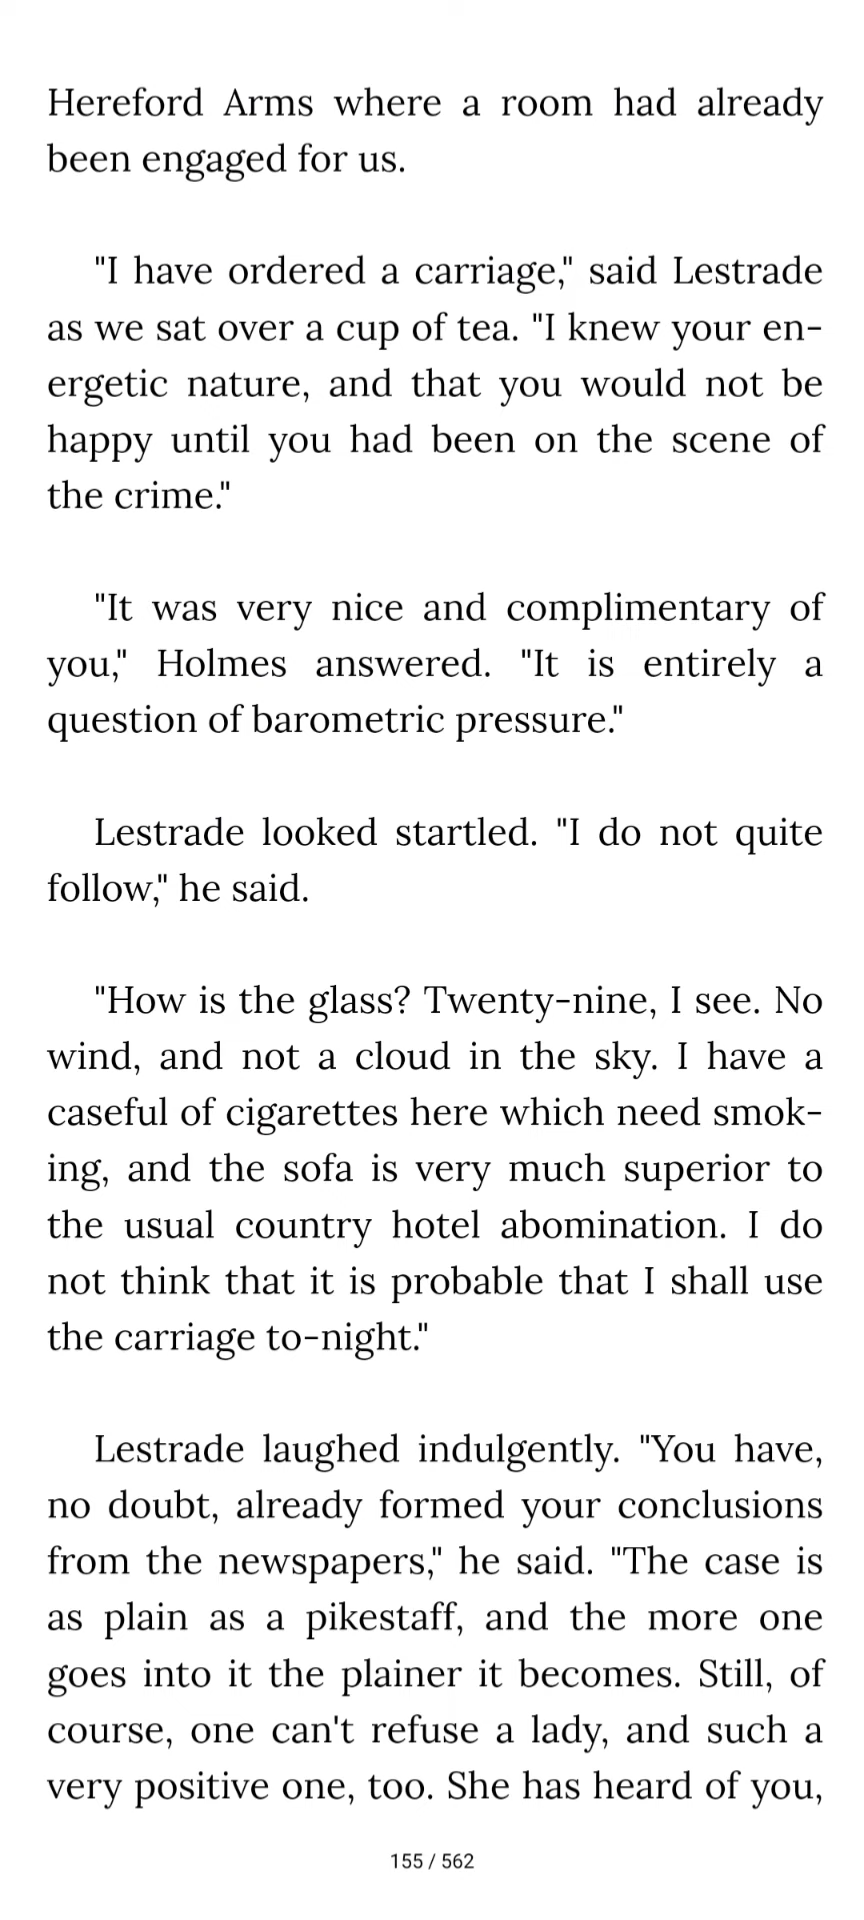 Hereford Arms where a room had already
been engaged for us.
"I have ordered a carriage," said Lestrade
as we sat over a cup of tea. "I knew your en-
ergetic nature, and that you would not be
happy until you had been on the scene of
the crime."
"It was very nice and complimentary of
you," Holmes answered. "It is entirely a
question of barometric pressure."
Lestrade looked startled. "I do not quite
follow," he said.
"How is the glass? Twenty-nine, I see. No
wind, and not a cloud in the sky. I have a
caseful of cigarettes here which need smok-
ing, and the sofa is very much superior to
the usual country hotel abomination. I do
not think that it is probable that I shall use
the carriage to-night."
Lestrade laughed indulgently. "You have,
no doubt, already formed your conclusions
from the newspapers," he said. "The case is
as plain as a pikestaff, and the more one
goes into it the plainer it becomes. Still, of
course, one can't refuse a lady, and such a
very positive one, too. She has heard of you,
155 / 562